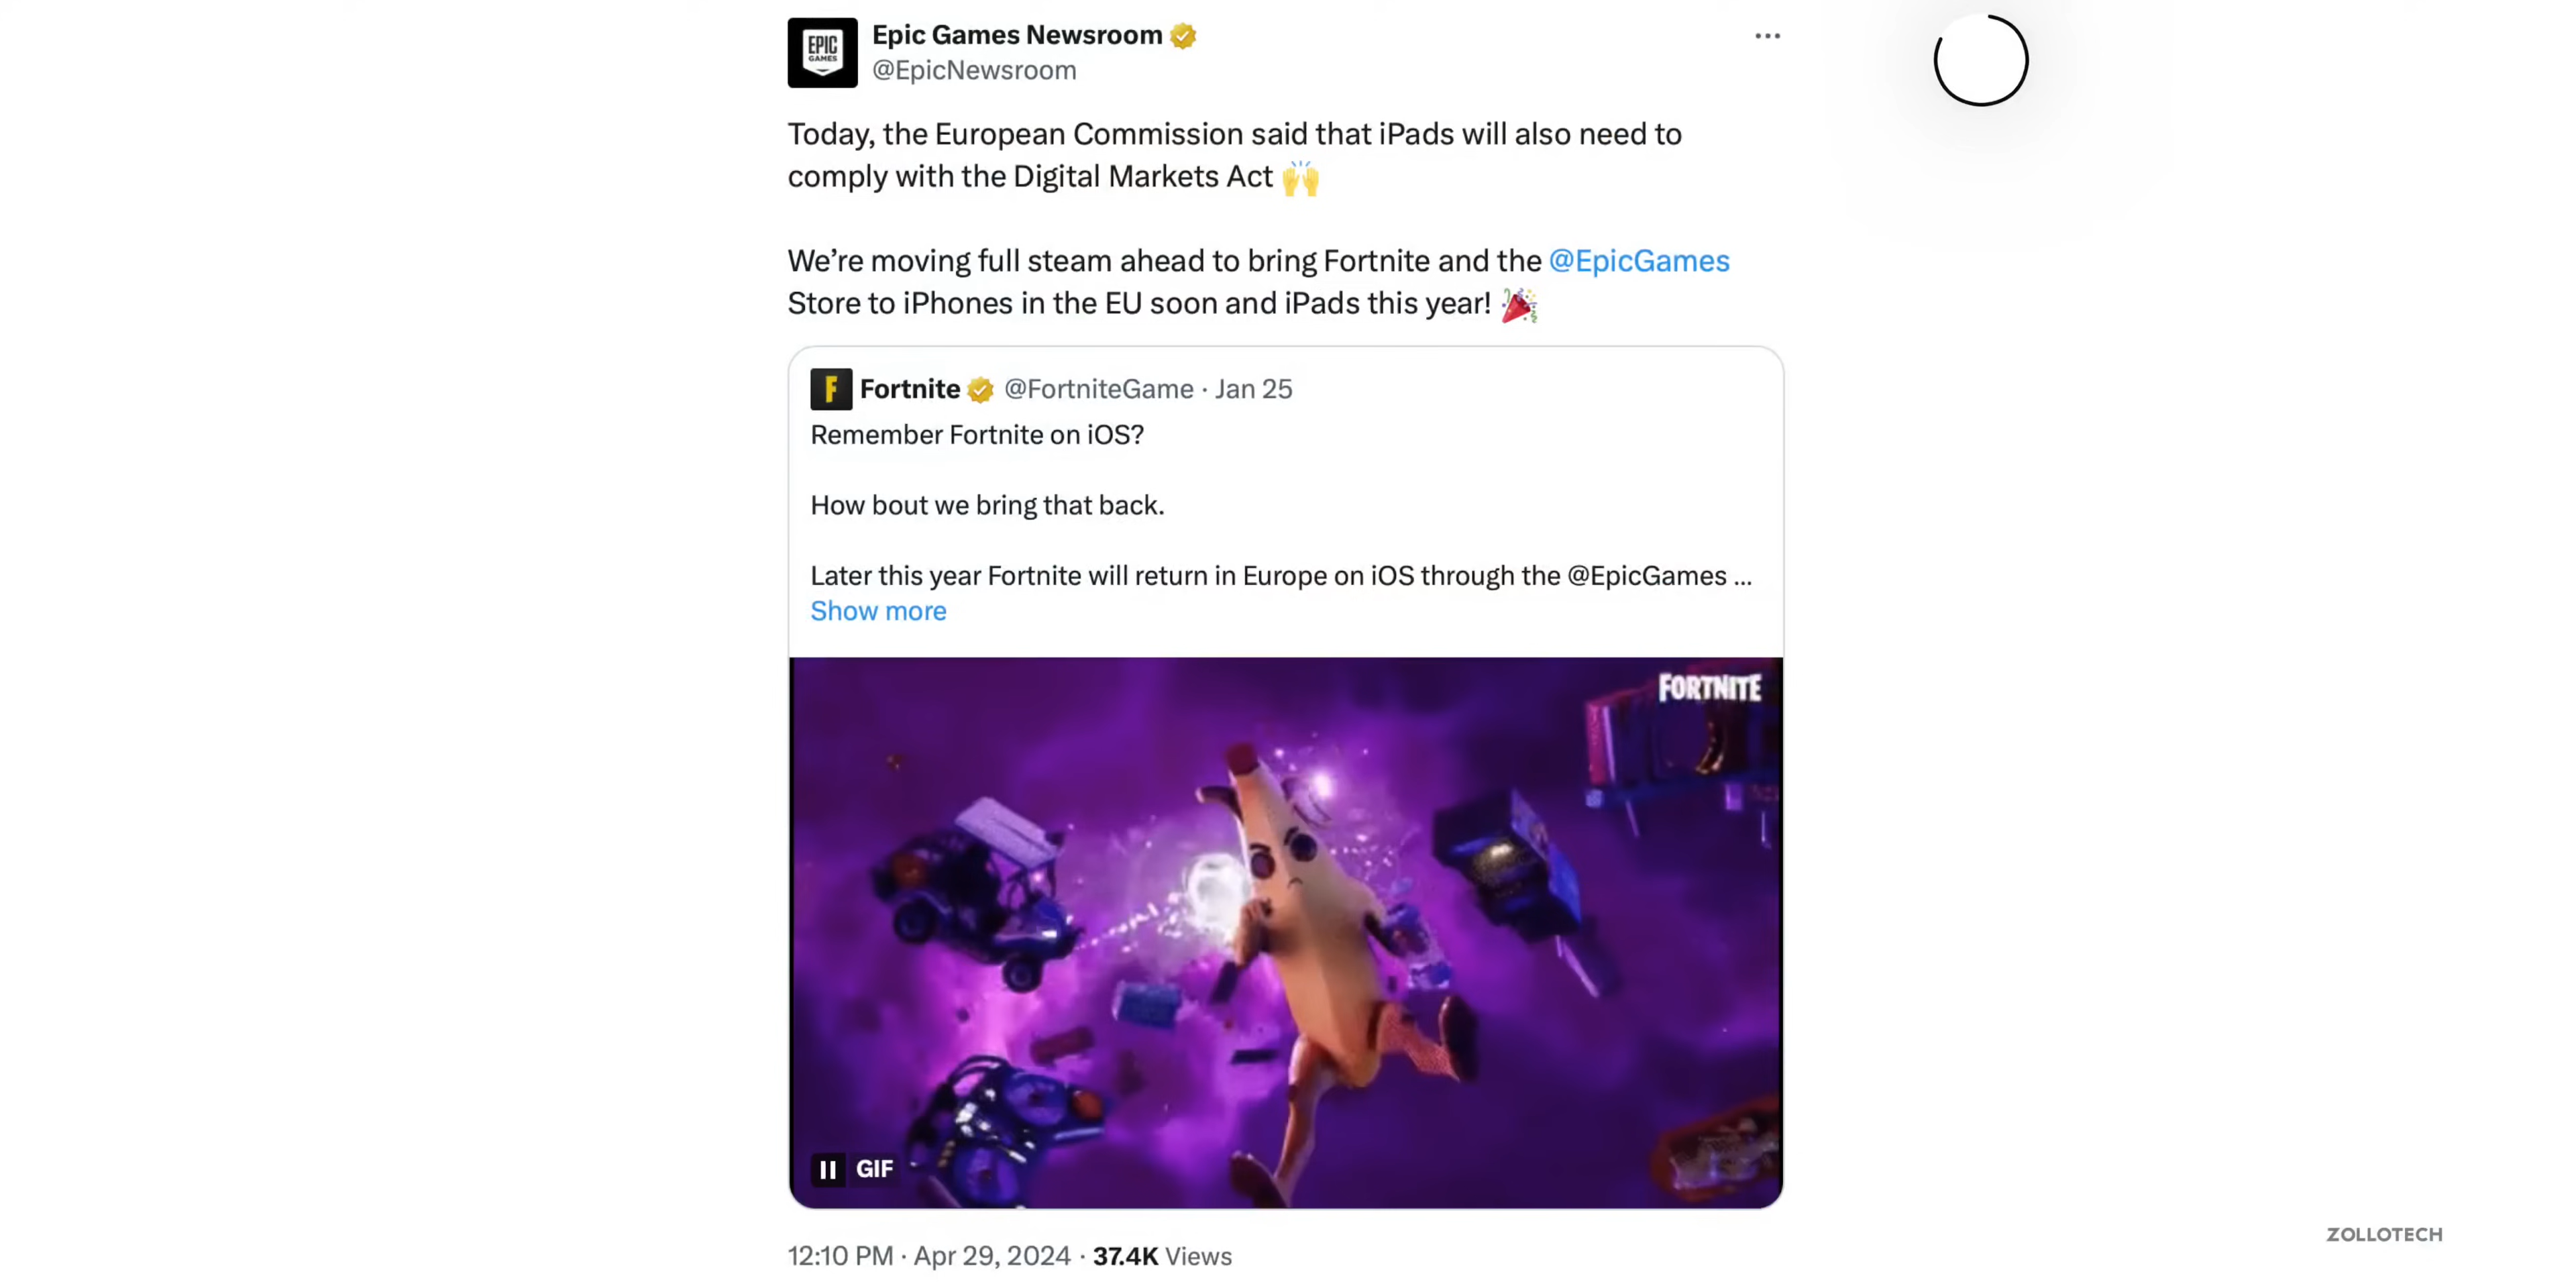 EPIC GAMES
Epic Games Newsroom
@EpicNewsroom
Today, the European Commission said that iPads will also need to
comply with the Digital Markets Act 🙌
We’re moving full steam ahead to bring Fortnite and the @EpicGames
Store to iPhones in the EU soon and iPads this year! 🎉
F
Fortnite @FortniteGame · Jan 25
Remember Fortnite on iOS?
How bout we bring that back.
Later this year Fortnite will return in Europe on iOS through the @EpicGames ...
Show more
FORTNITE
GIF
12:10 PM · Apr 29, 2024 · 37.4K Views
ZOLLOTECH